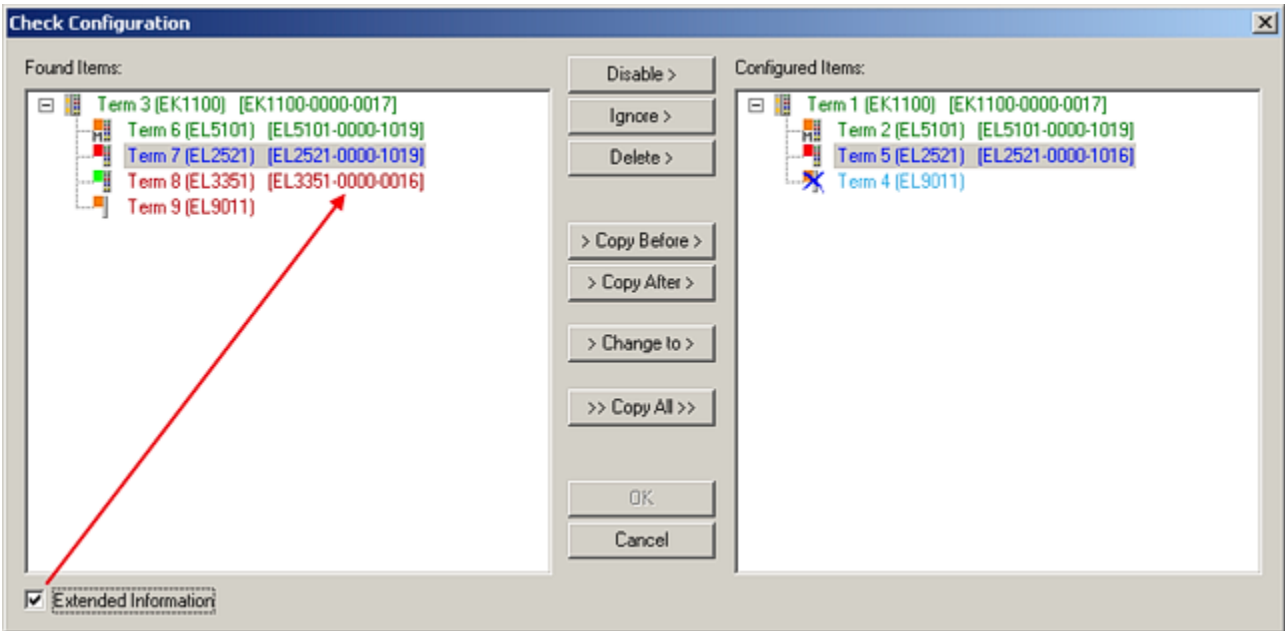 Check Configuration
Found Items:
Term 3 (EK1100) [EK1100-0000-0017]
Term 6 (EL5101) [EL5101-0000-1019]
Term 7 (EL2521) [EL2521-0000-1019]
Term 8 (EL3351) [EL3351-0000-0016]
Term 9 (EL9011)
Disable >
Ignore >
Delete >
> Copy Before >
> Copy After >
> Change to >
>> Copy All >>
OK
Cancel
Configured Items:
Term 1 (EK1100) [EK1100-0000-0017]
Term 2 (EL5101) [EL5101-0000-1019]
Term 5 (EL2521) [EL2521-0000-1016]
Term 4 (EL9011)
Extended Information